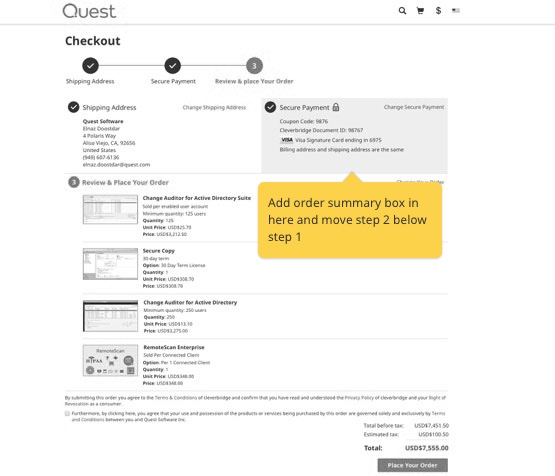 Quest
$
Checkout
3
Shipping Address
Secure Payment
Review & place Your Order
Shipping Address
Change Shipping Address
Quest Software
Elnaz Doostdar
4 Polaris Way
Aliso Viejo, CA, 92656
United States
(949) 607-6136
elnaz.doostdar@quest.com
Secure Payment
Change Secure Payment
Coupon Code: 9876
Cleverbridge Document ID: 98767
VISA Visa Signature Card ending in 6975
Billing address and shipping address are the same
3 Review & Place Your Order
Add order summary box in
here and move step 2 below
step 1
Change Auditor for Active Directory Suite
Sold per enabled user account
Minimum quantity: 125 users
Quantity: 125
Unit Price: USD$25.70
Price: USD$3,212.50
Secure Copy
30-day term
Option: 30 Day Term License
Quantity: 1
Unit Price: USD$308.70
Price: USD$308.70
Change Auditor for Active Directory
Minimum quantity: 250 users
Quantity: 250
Unit Price: USD$13.10
Price: USD$3,275.00
RemoteScan
HIPAA
RemoteScan Enterprise
Sold Per Connected Client
Option: Per 1 Connected Client
Quantity: 1
Unit Price: USD$348.00
Price: USD$348.00
By submitting this order you agree to the Terms & Conditions of cleverbridge and confirm that you have read and understood the Privacy Policy of cleverbridge and your Right of
Revocation as a consumer.
Furthermore, by clicking here, you agree that your use and possession of the products or services being purchased by this order are governed solely and exclusively by Terms
and Conditions between you and Quest Software Inc.
Total before tax: USD$7,451.50
Estimated tax: USD$100.50
Total: USD$7,555.00
Place Your Order